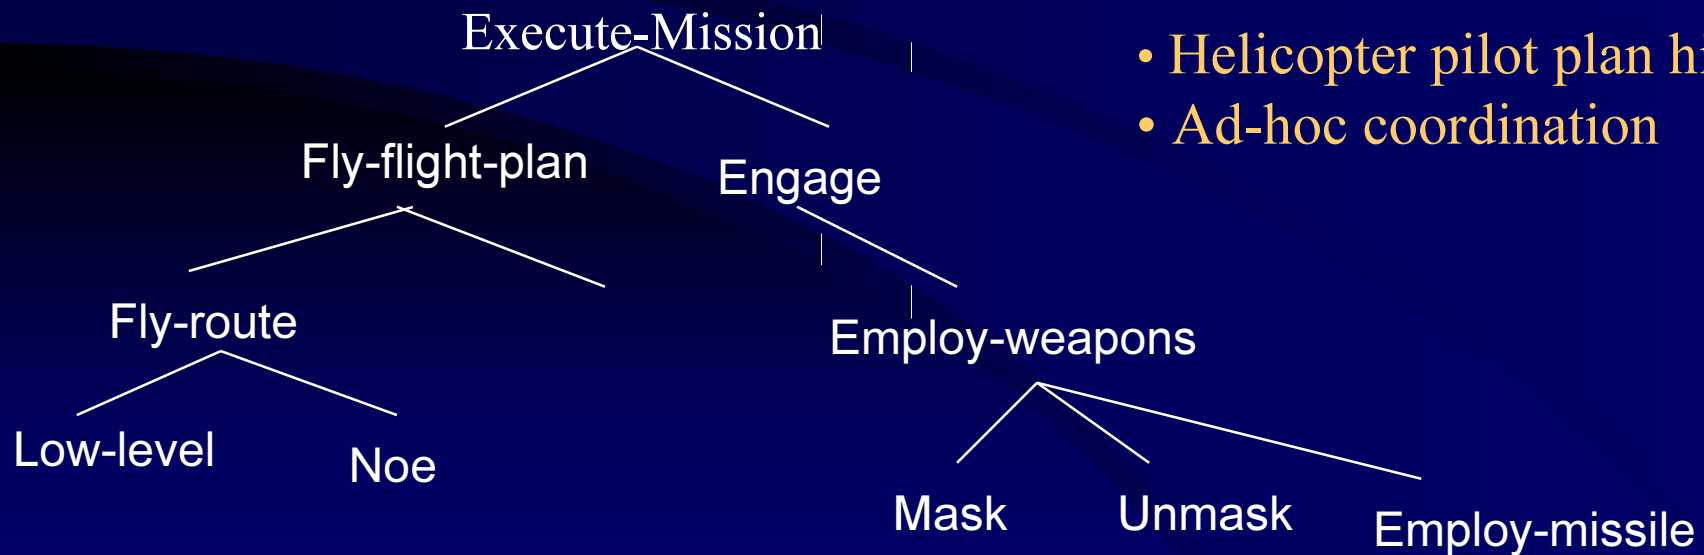 Execute-Mission
• Helicopter pilot plan hi
• Ad-hoc coordination
Fly-flight-plan
Engage
Fly-route
Employ-weapons
Low-level
Noe
Mask
Unmask
Employ-missile